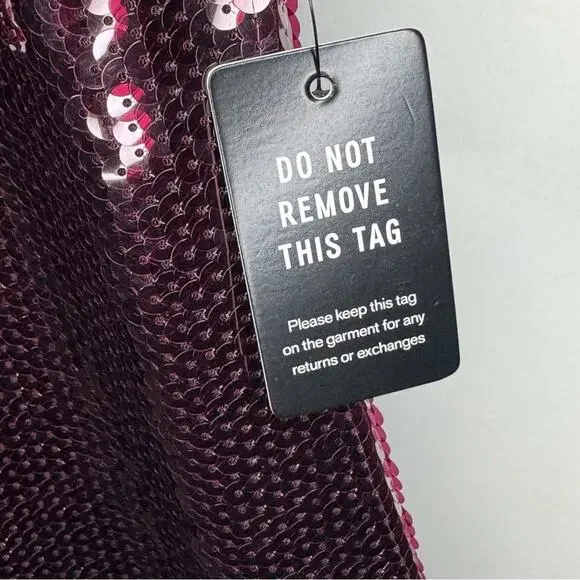 DO NOT
REMOVE
THIS TAG
Please keep this tag
on the garment for any
returns or exchanges